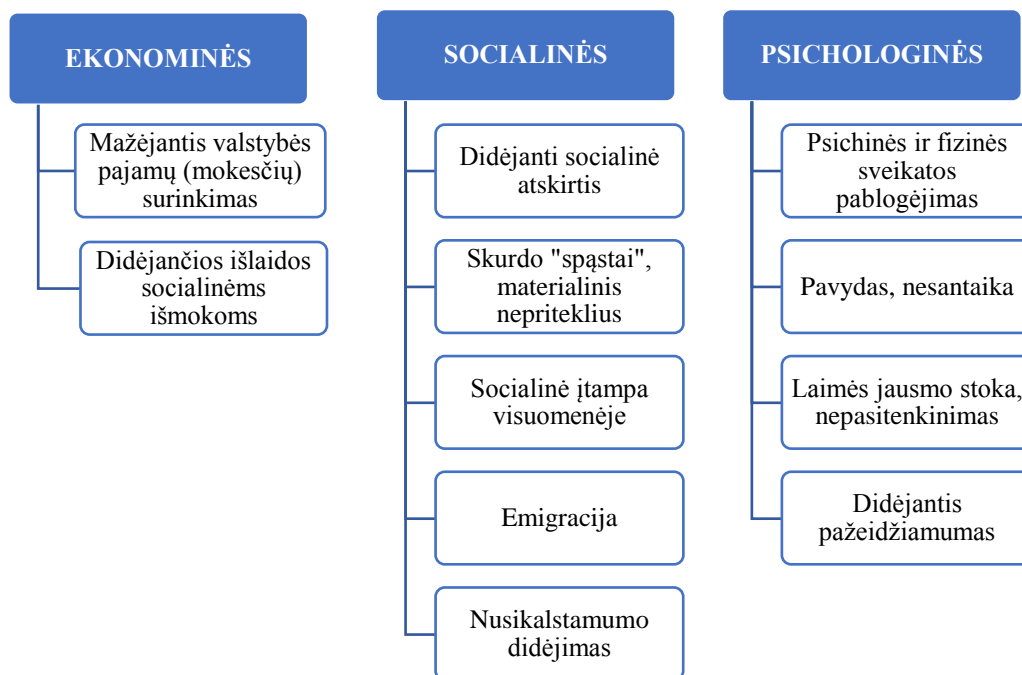 EKONOMINĖS
Mažėjantis valstybės
pajamų (mokesčių)
surinkimas
Didėjančios išlaidos
socialinėms
išmokoms
SOCIALINĖS
Didėjanti socialinė
atskirtis
Skurdo "spąstai",
materialinis
nepriteklius
Socialinė įtampa
visuomenėje
Emigracija
Nusikalstamumo
didėjimas
PSICHOLOGINĖS
Psichinės ir fizinės
sveikatos
pablogėjimas
Pavydas, nesantaika
Laimės jausmo stoka,
nepasitenkinimas
Didėjantis
pažeidžiamumas